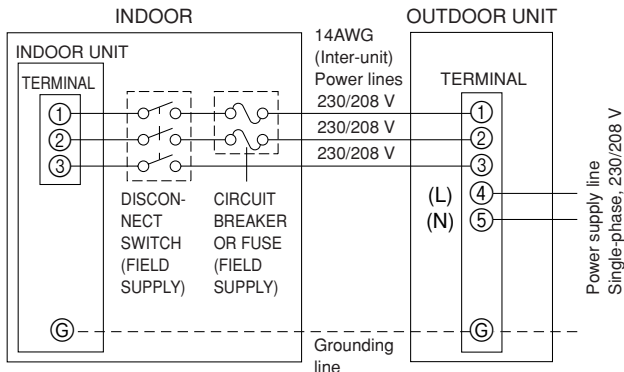 INDOOR
OUTDOOR UNIT
14AWG
(Inter-unit)
Power lines
INDOOR UNIT
TERMINAL
TERMINAL
230/208 V
1
1
230/208 V
2
2
230/208 V
3
3
(L)
4
(N)
5
DISCON-
NECT
SWITCH
(FIELD
SUPPLY)
CIRCUIT
BREAKER
OR FUSE
(FIELD
SUPPLY)
Power supply line
Single-phase, 230/208 V
G
G
Grounding
line